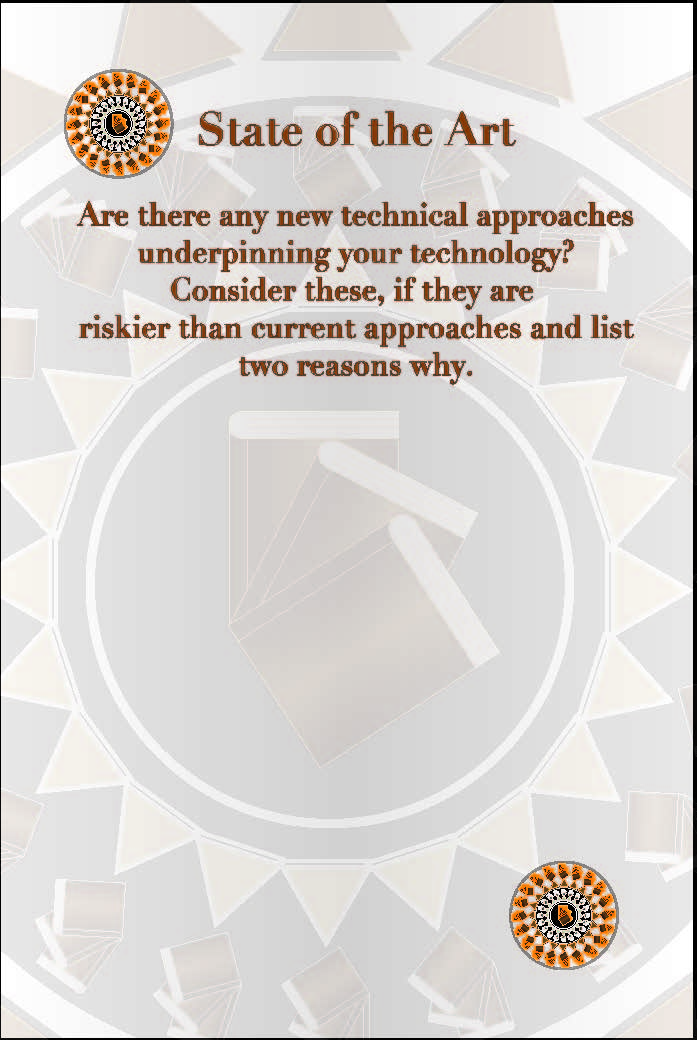 State of the Art
Are there any new technical approaches
underpinning your technology?
Consider these, if they are
riskier than current approaches and list
two reasons why.